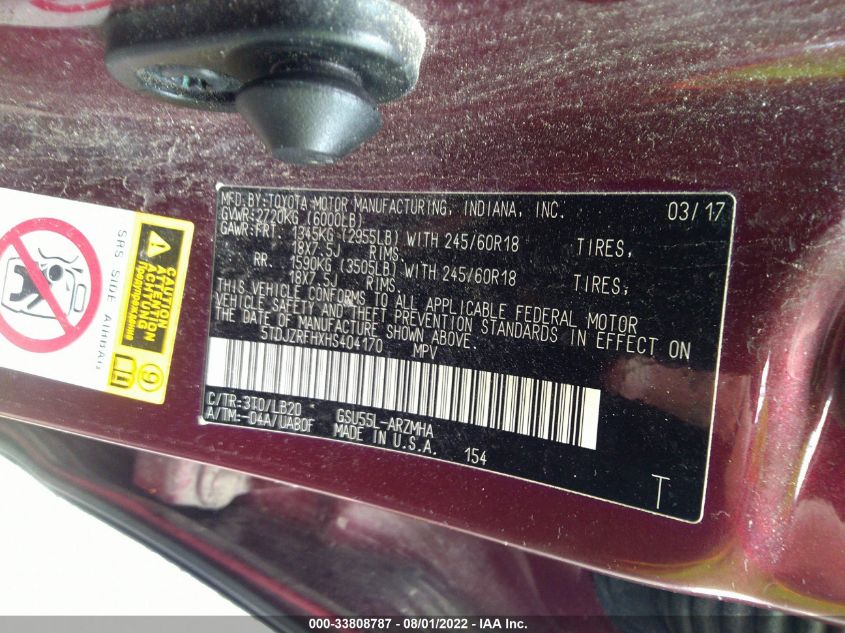 MFD.BY:TOYOTA MOTOR MANUFACTURING, INDIANA, INC. 03/17
GVWR:2720KG (6000LB)
GAWR:FRT. 1345KG (2955LB) WITH 245/60R18 TIRES,
18X7.5J RIMS.
RR. 1590KG (3505LB) WITH 245/60R18 TIRES,
18X7.5J RIMS.
THIS VEHICLE CONFORMS TO ALL APPLICABLE FEDERAL MOTOR
VEHICLE SAFETY AND THEFT PREVENTION STANDARDS IN EFFECT ON
THE DATE OF MANUFACTURE SHOWN ABOVE.
5TDJZRFHXHS404170 MPV
C/TR:3T0/LB20 GSU55L-ARZMHA
A/TM:-04A/UA80F MADE IN U.S.A. 154
T
SRS SIDE AIRBAG
CAUTION
ATTENTION
ACHTUNG
Предупреждение
000-33808787 - 08/01/2022 - IAA Inc.